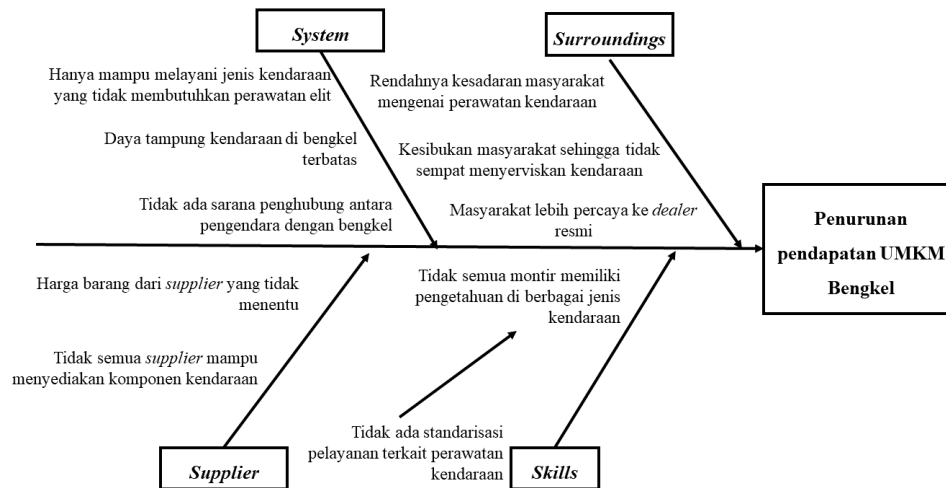 System
Surroundings
Hanya mampu melayani jenis kendaraan
yang tidak membutuhkan perawatan elit
Rendahnya kesadaran masyarakat
mengenai perawatan kendaraan
Daya tampung kendaraan di bengkel
terbatas
Kesibukan masyarakat sehingga tidak
sempat menyerviskan kendaraan
Tidak ada sarana penghubung antara
pengendara dengan bengkel
Masyarakat lebih percaya ke dealer
resmi
Penurunan
pendapatan UMKM
Bengkel
Harga barang dari supplier yang tidak
menentu
Tidak semua montir memiliki
pengetahuan di berbagai jenis
kendaraan
Tidak semua supplier mampu
menyediakan komponen kendaraan
Tidak ada standarisasi
pelayanan terkait perawatan
kendaraan
Supplier
Skills